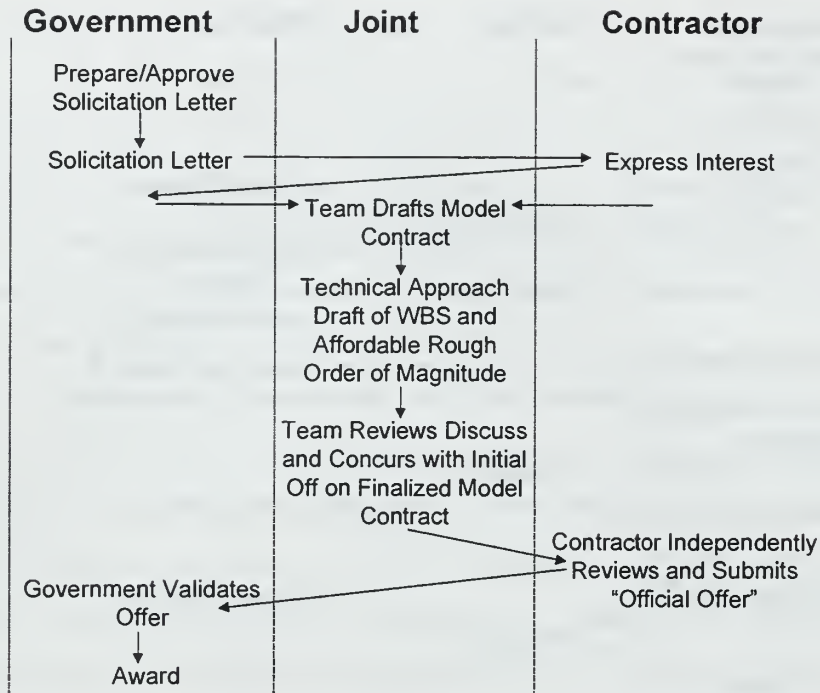 Government
Joint
Contractor
Prepare/Approve
Solicitation Letter
Solicitation Letter
Express Interest
Team Drafts Model
Contract
Technical Approach
Draft of WBS and
Affordable Rough
Order of Magnitude
Team Reviews Discuss
and Concurs with Initial
Off on Finalized Model
Contract
Contractor Independently
Reviews and Submits
“Official Offer”
Government Validates
Offer
Award